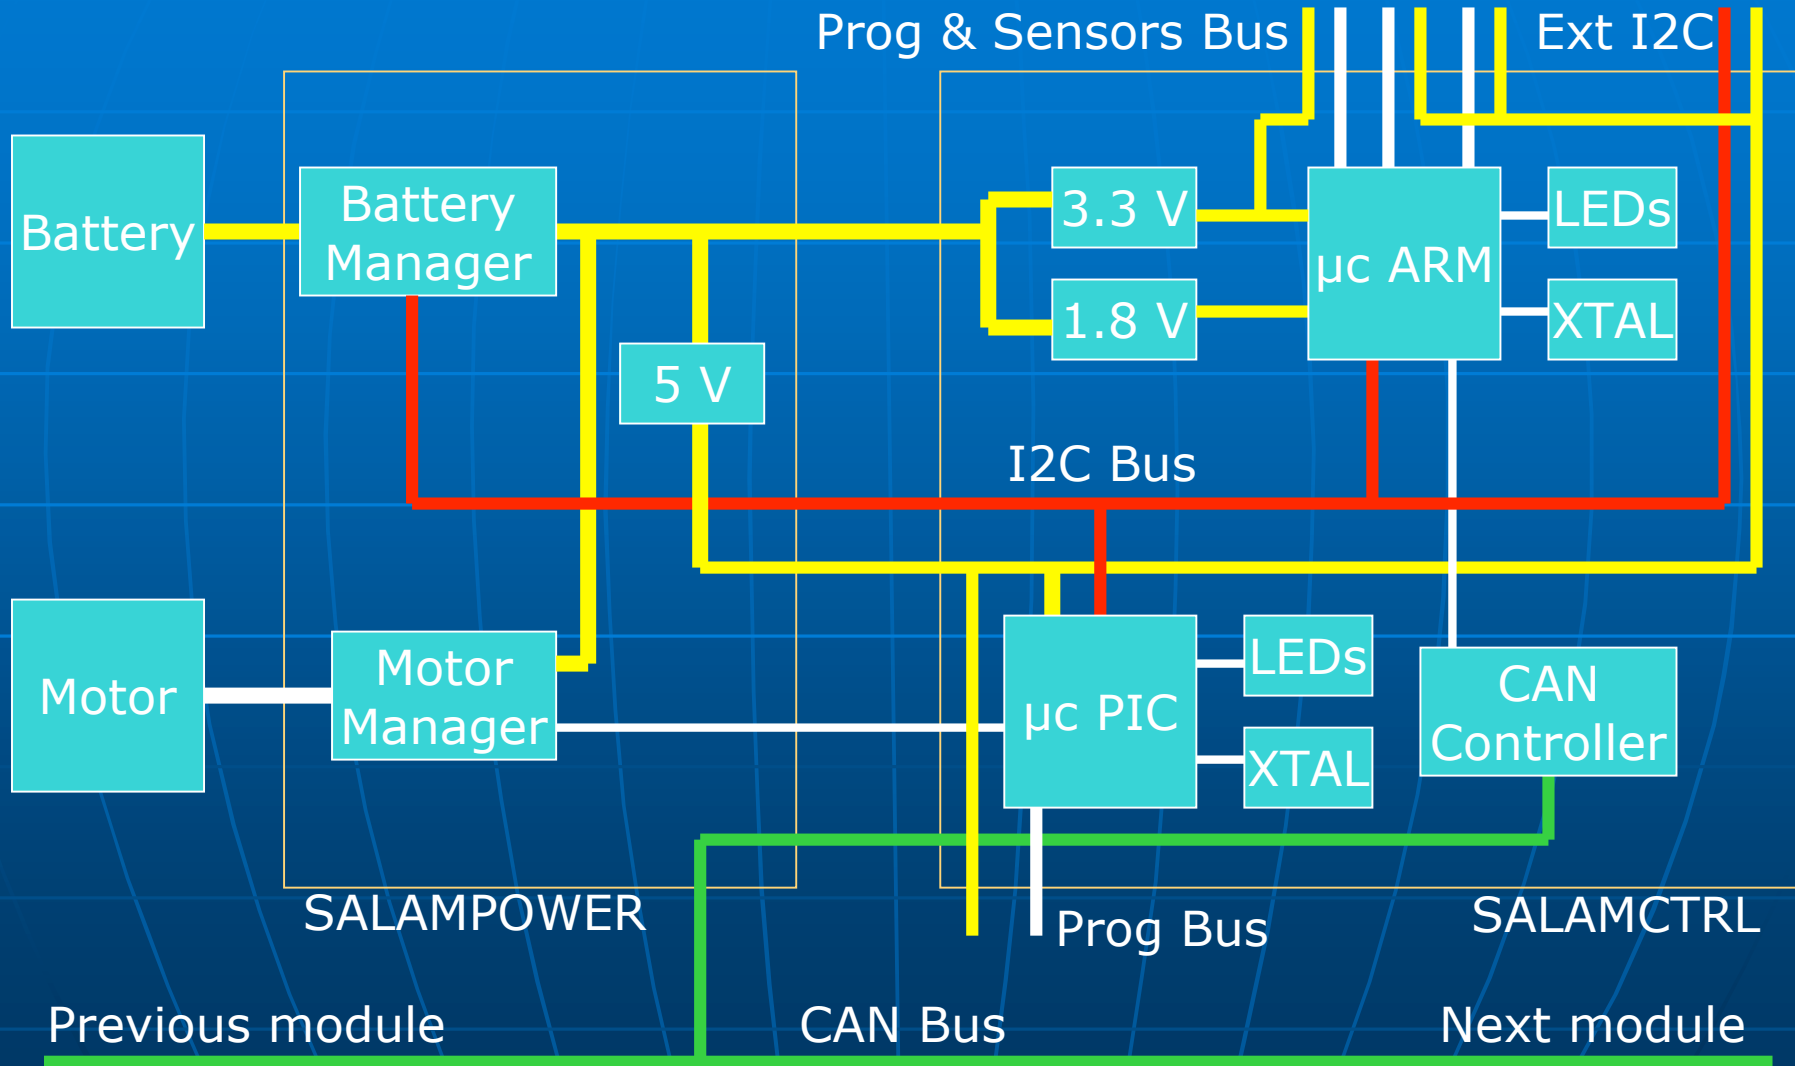 Prog & Sensors Bus
Ext I2C
Battery
Battery
Manager
3.3 V
µc ARM
LEDs
1.8 V
XTAL
5 V
I2C Bus
Motor
Motor
Manager
µc PIC
LEDs
XTAL
CAN
Controller
SALAMPOWER
Prog Bus
SALAMCTRL
Previous module
CAN Bus
Next module